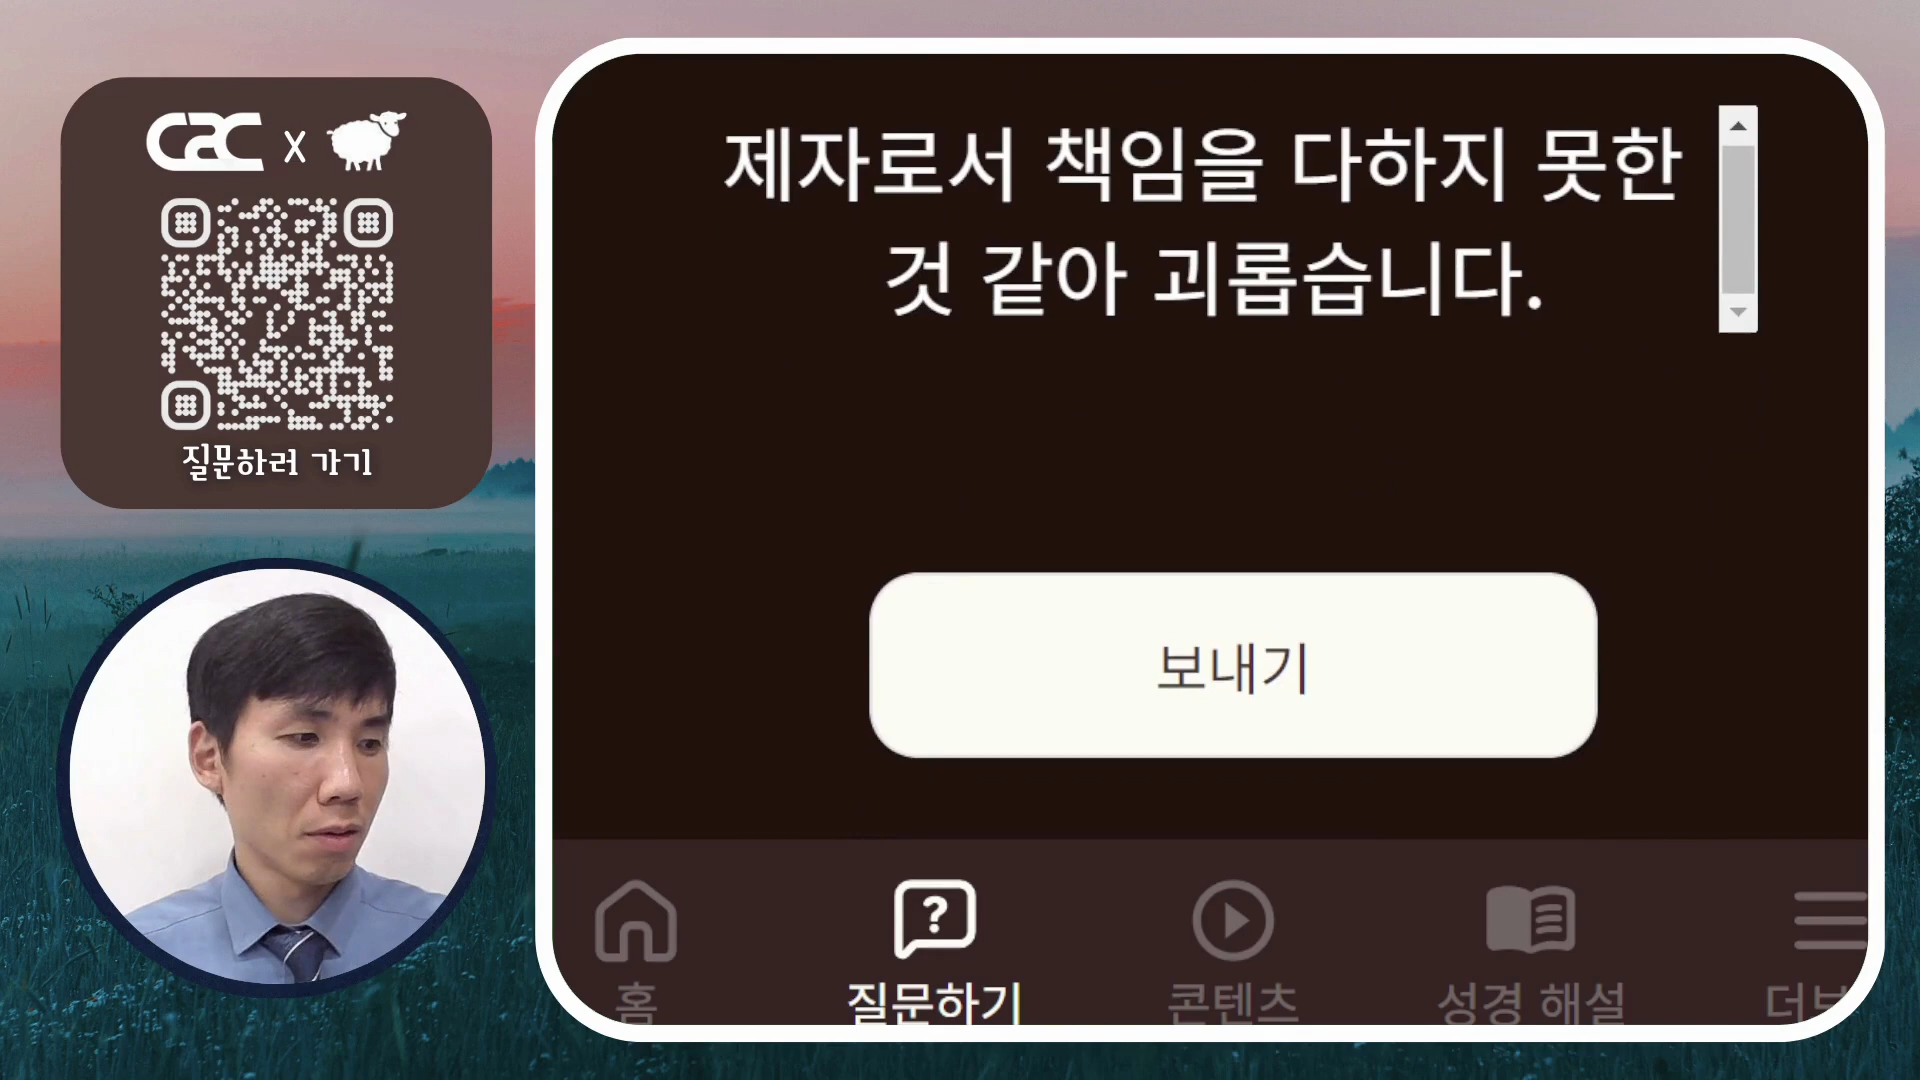 CaC X
질문하러 가기
제자로서 책임을 다하지 못한
것 같아 괴롭습니다.
보내기
홈
질문하기
콘텐츠
성경 해설